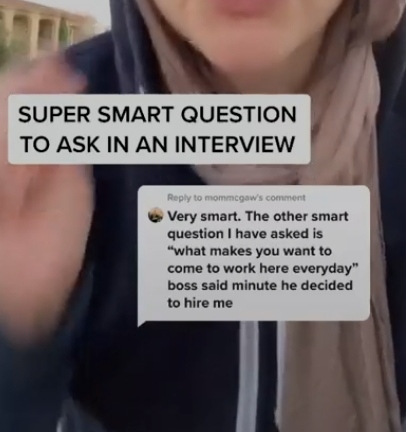 SUPER SMART QUESTION
TO ASK IN AN INTERVIEW
Reply to mommcgaw's comment
Very smart. The other smart
question I have asked is
“what makes you want to
come to work here everyday”
boss said minute he decided
to hire me